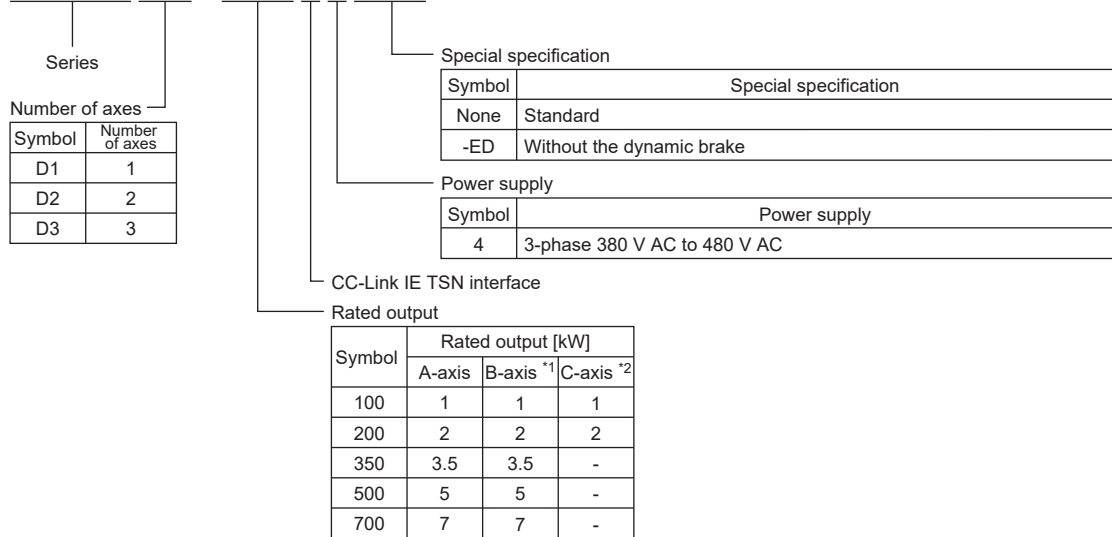 Special specification
Series
Symbol Special specification
None Standard
-ED Without the dynamic brake
Number of axes
Symbol Number of axes
D1 1
D2 2
D3 3
Power supply
Symbol Power supply
4 3-phase 380 V AC to 480 V AC
CC-Link IE TSN interface
Rated output
Symbol Rated output [kW]
A-axis B-axis *1 C-axis *2
100 1 1 1
200 2 2 2
350 3.5 3.5 -
500 5 5 -
700 7 7 -